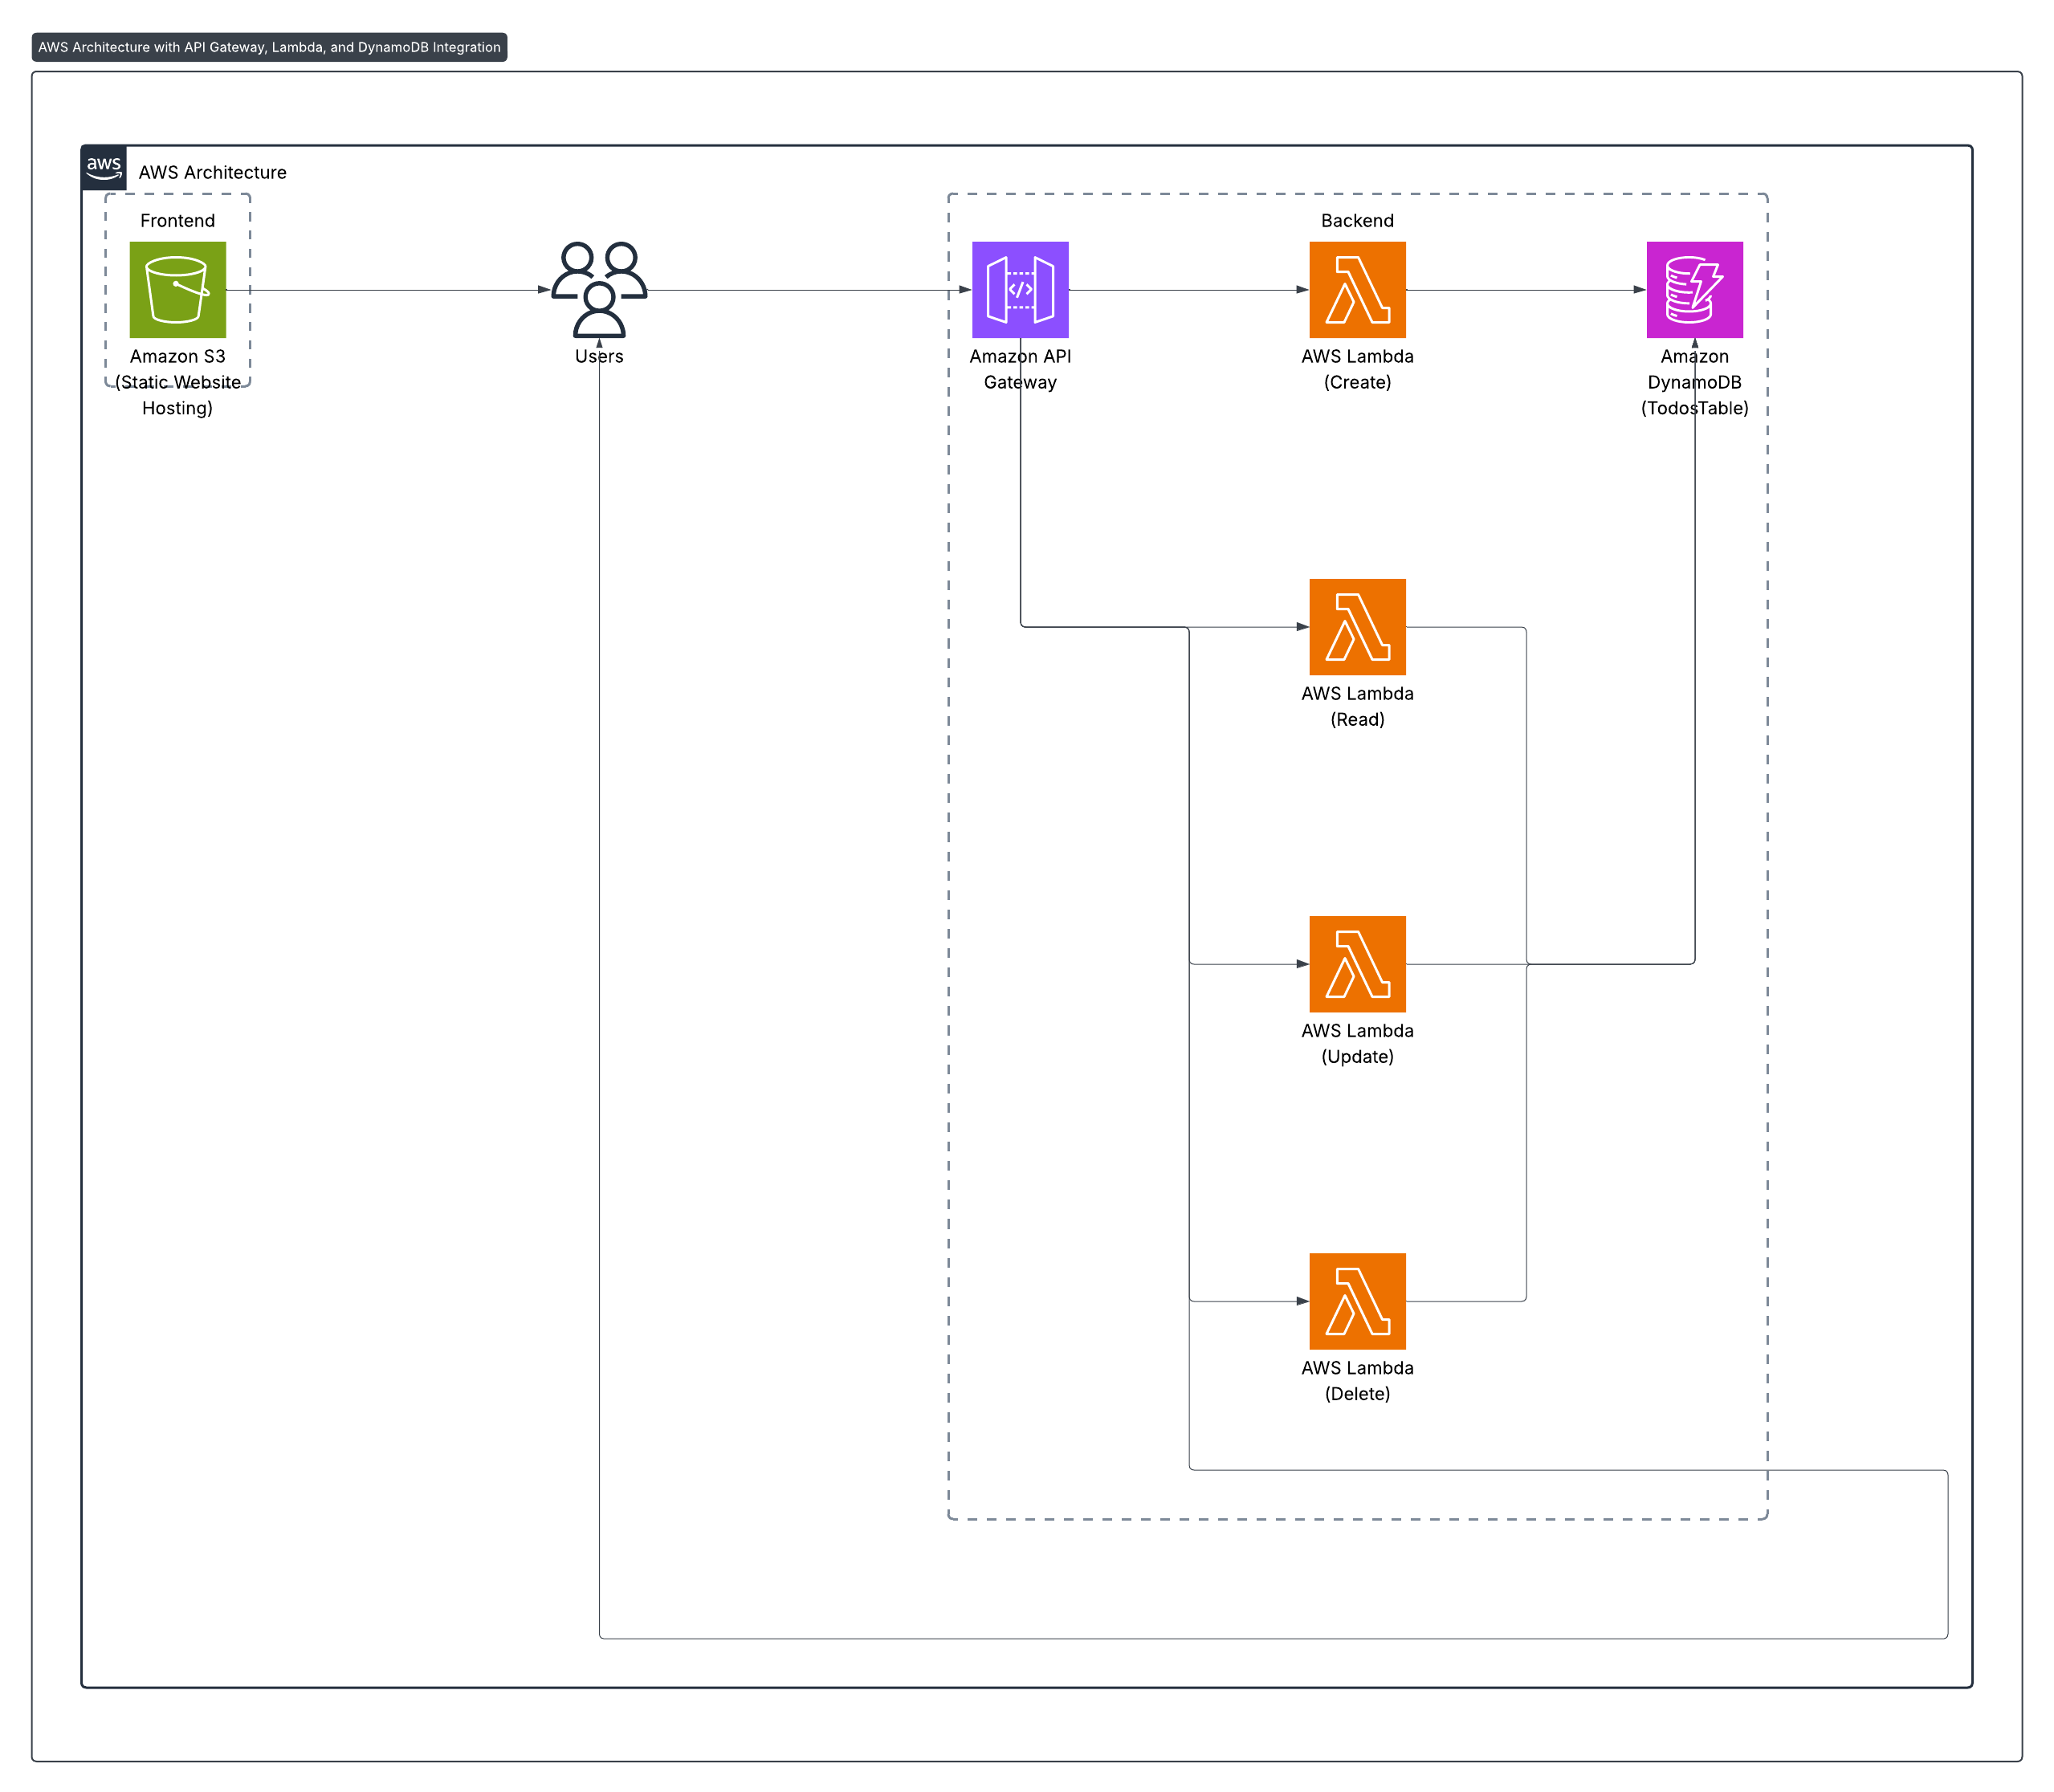 AWS Architecture with API Gateway, Lambda, and DynamoDB Integration
aws
AWS Architecture
Frontend
Amazon S3
(Static Website
Hosting)
Users
Backend
Amazon API
Gateway
AWS Lambda
(Create)
Amazon
DynamoDB
(TodosTable)
AWS Lambda
(Read)
AWS Lambda
(Update)
AWS Lambda
(Delete)